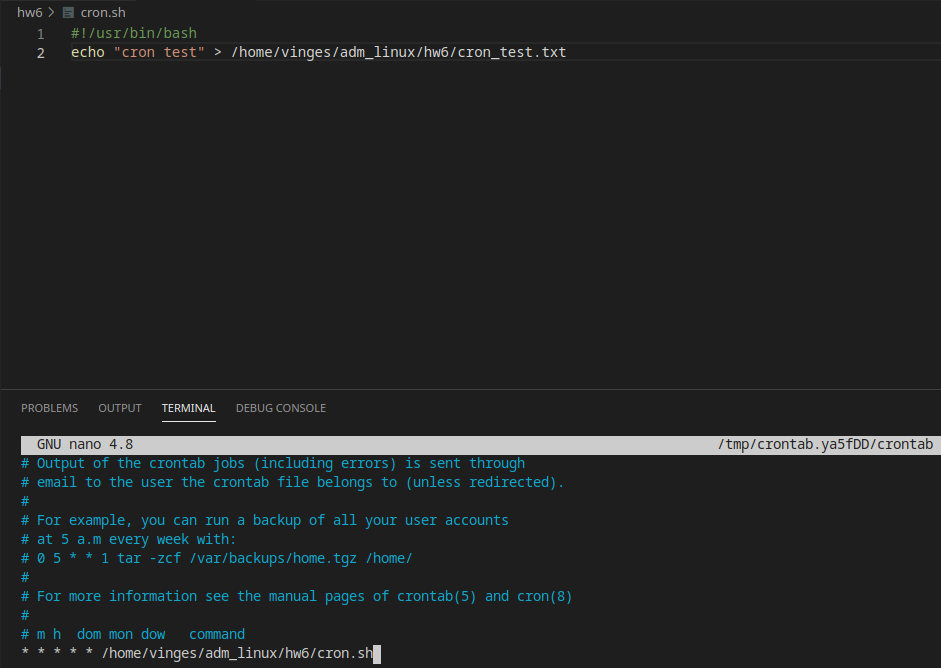 hw6 > cron.sh
1 #!/usr/bin/bash
2 echo "cron test" > /home/vinges/adm_linux/hw6/cron_test.txt
PROBLEMS OUTPUT TERMINAL DEBUG CONSOLE
GNU nano 4.8 /tmp/crontab.ya5fDD/crontab
# Output of the crontab jobs (including errors) is sent through
# email to the user the crontab file belongs to (unless redirected).
#
# For example, you can run a backup of all your user accounts
# at 5 a.m every week with:
# 0 5 * * 1 tar -zcf /var/backups/home.tgz /home/
#
# For more information see the manual pages of crontab(5) and cron(8)
#
# m h  dom mon dow   command
* * * * * /home/vinges/adm_linux/hw6/cron.sh